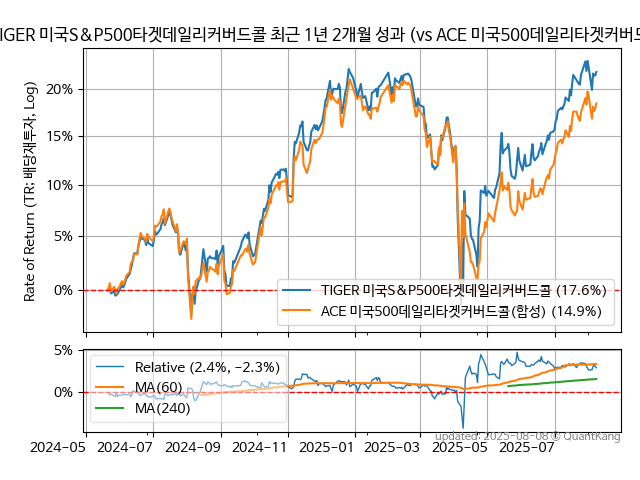 TIGER 미국S&P500타겟데일리커버드콜 최근 1년 2개월 성과 (vs ACE 미국500데일리타겟커버드
Rate of Return (TR: 배당재투자, Log)
20%
15%
10%
5%
0%
TIGER 미국S&P500타겟데일리커버드콜 (17.6%)
ACE 미국500데일리타겟커버드콜(합성) (14.9%)
5%
0%
Relative (2.4%, -2.3%)
MA(60)
MA(240)
2024-05 2024-07 2024-09 2024-11 2025-01 2025-03 2025-05 2025-07
updated: 2025-08-08 © QuantKang